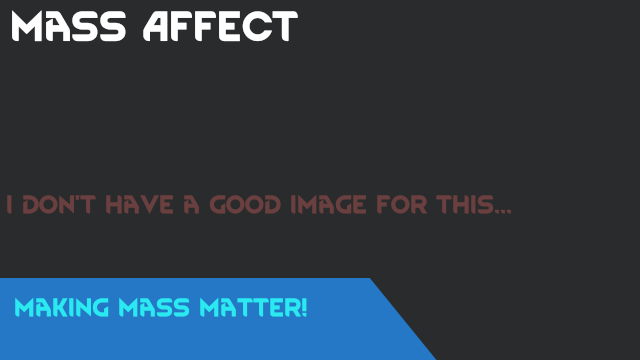 MASS AFFECT
I DON'T HAVE A GOOD IMAGE FOR THIS...
MAKING MASS MATTER!